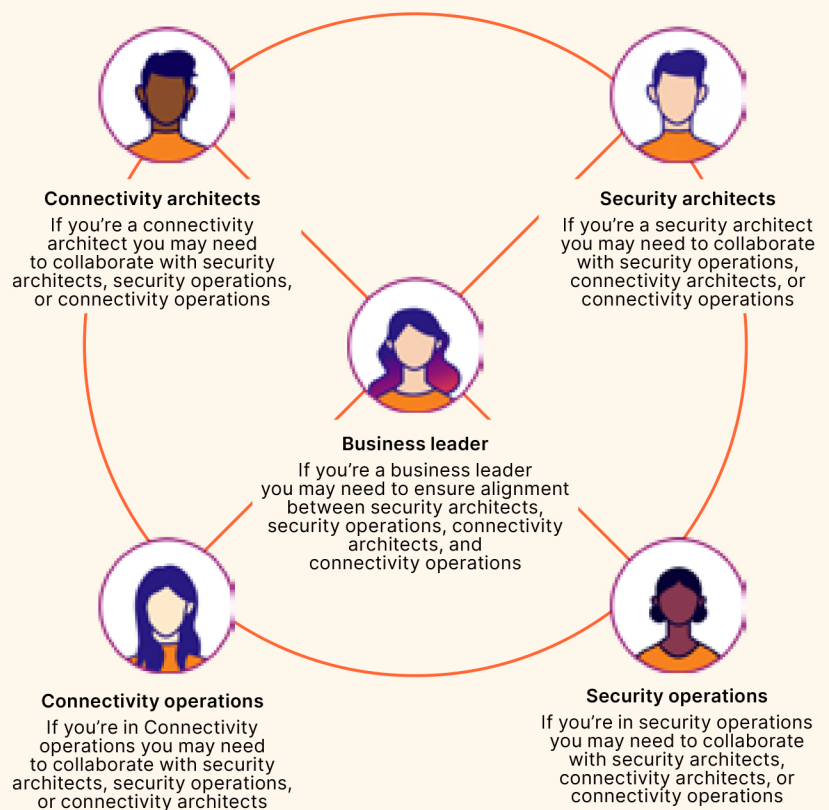 Connectivity architects
If you’re a connectivity
architect you may need
to collaborate with security
architects, security operations,
or connectivity operations
Security architects
If you’re a security architect
you may need to collaborate
with security operations,
connectivity architects, or
connectivity operations
Business leader
If you’re a business leader
you may need to ensure alignment
between security architects,
security operations, connectivity
architects, and
connectivity operations
Connectivity operations
If you’re in Connectivity
operations you may need
to collaborate with security
architects, security operations,
or connectivity architects
Security operations
If you’re in security operations
you may need to collaborate
with security architects,
connectivity architects, or
connectivity operations